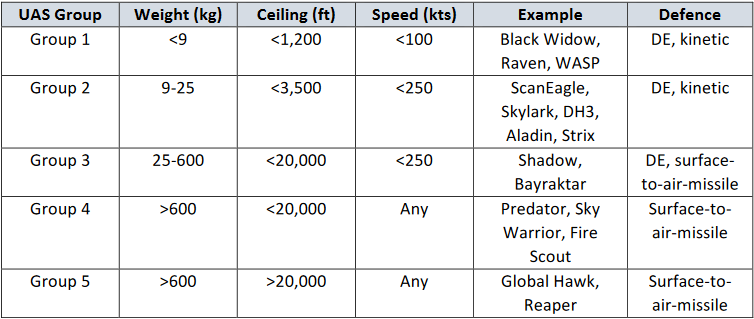 UAS Group Weight (kg) Ceiling (ft) Speed (kts) Example Defence
Group 1 <9 <1,200 <100 Black Widow, DE, kinetic
Raven, WASP
Group 2 9-25 <3,500 <250 ScanEagle, DE, kinetic
Skylark, DH3,
Aladin, Strix
Group 3 25-600 <20,000 <250 Shadow, DE, surface-
Bayraktar to-air-missile
Group 4 >600 <20,000 Any Predator, Sky Surface-to-
Warrior, Fire air-missile
Scout
Group 5 >600 >20,000 Any Global Hawk, Surface-to-
Reaper air-missile